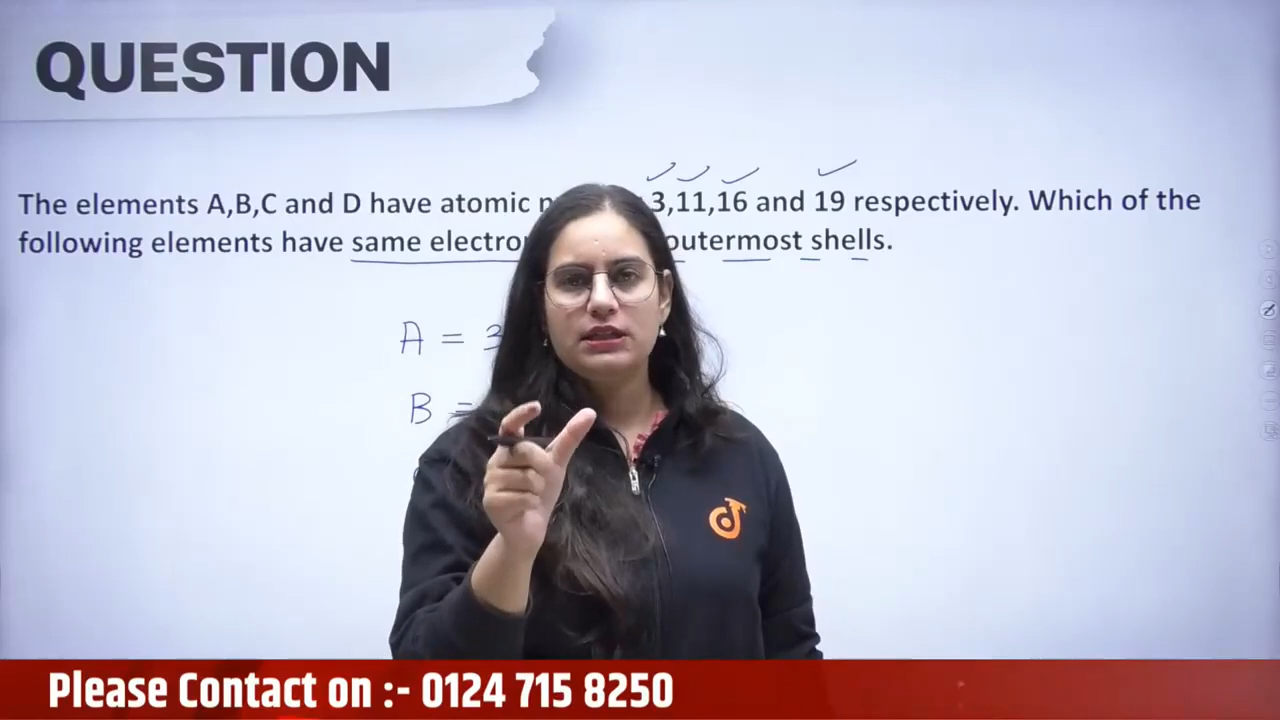 QUESTION
The elements A,B,C and D have atomic 3,11,16 and 19 respectively. Which of the
following elements have same outermost shells.
A = 3
B =
Please Contact on :- 0124 715 8250